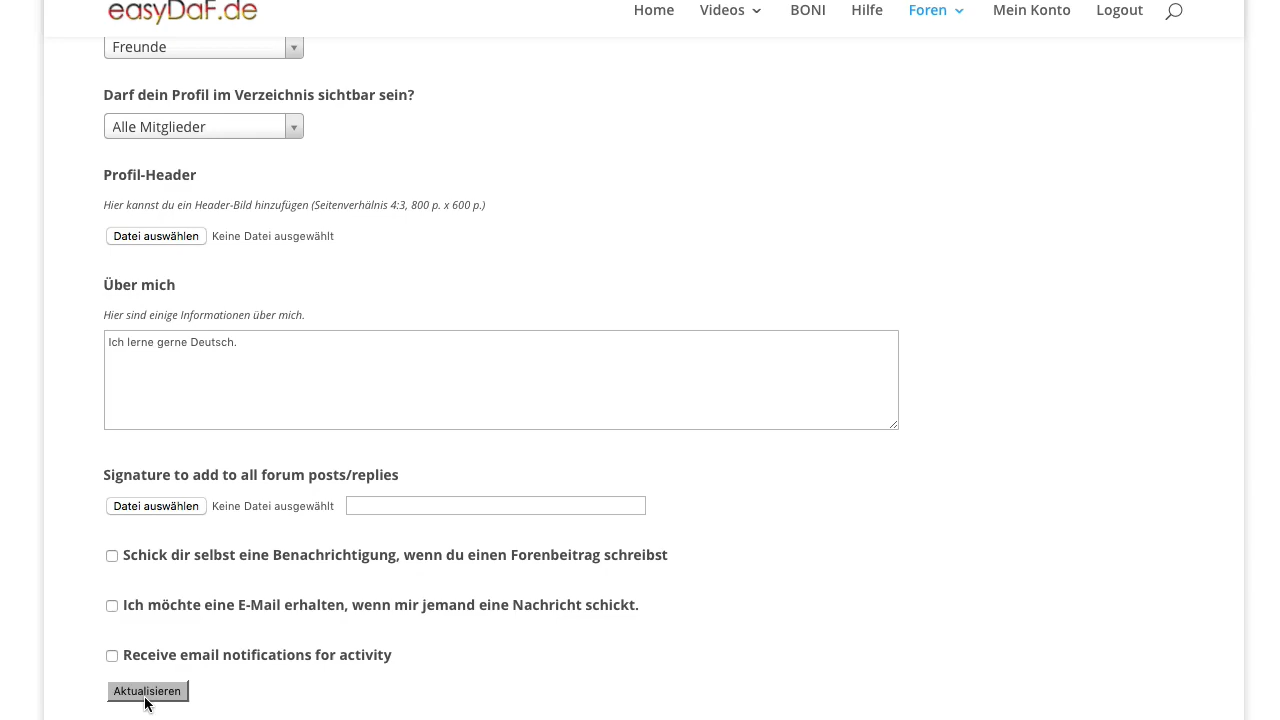 easyDaF.de
Home Videos BONI Hilfe Foren Mein Konto Logout
Freunde
Darf dein Profil im Verzeichnis sichtbar sein?
Alle Mitglieder
Profil-Header
Hier kannst du ein Header-Bild hinzufügen (Seitenverhälnis 4:3, 800 p. x 600 p.)
Datei auswählen Keine Datei ausgewählt
Über mich
Hier sind einige Informationen über mich.
Ich lerne gerne Deutsch.
Signature to add to all forum posts/replies
Datei auswählen Keine Datei ausgewählt
Schick dir selbst eine Benachrichtigung, wenn du einen Forenbeitrag schreibst
Ich möchte eine E-Mail erhalten, wenn mir jemand eine Nachricht schickt.
Receive email notifications for activity
Aktualisieren